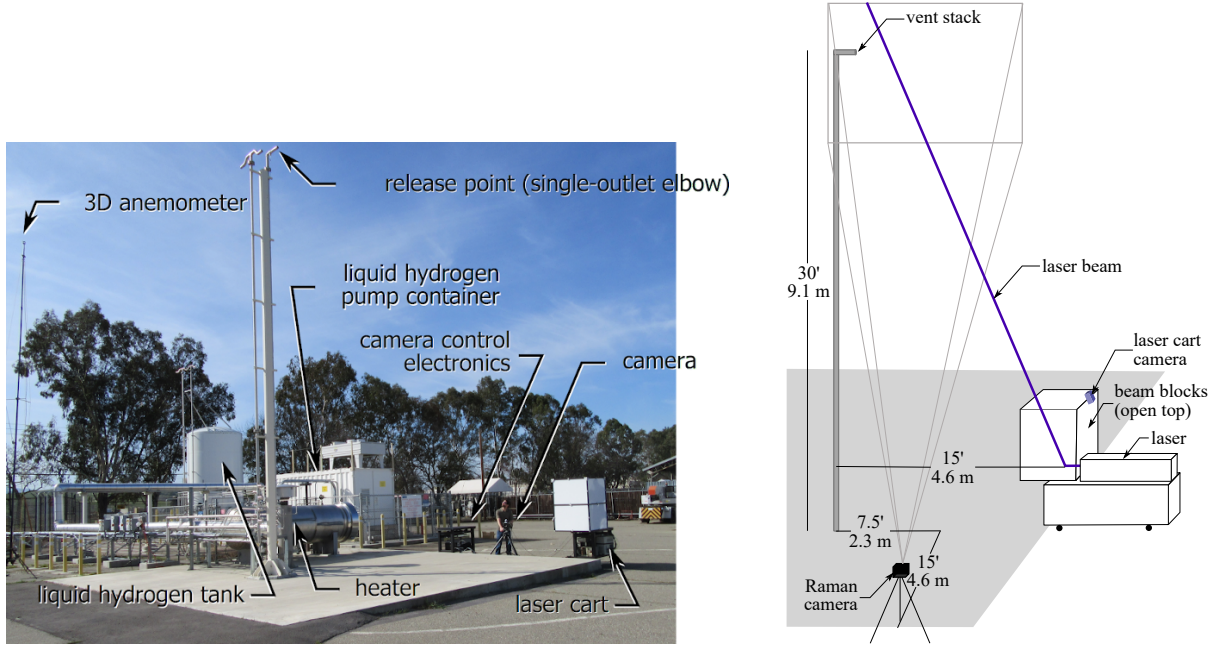 3D anemometer
release point (single-outlet elbow)
liquid hydrogen
pump container
camera control
electronics
camera
liquid hydrogen tank
heater
laser cart
vent stack
30'
9.1 m
laser beam
laser cart
camera
beam blocks
(open top)
laser
15'
4.6 m
7.5'
2.3 m
15'
4.6 m
Raman
camera